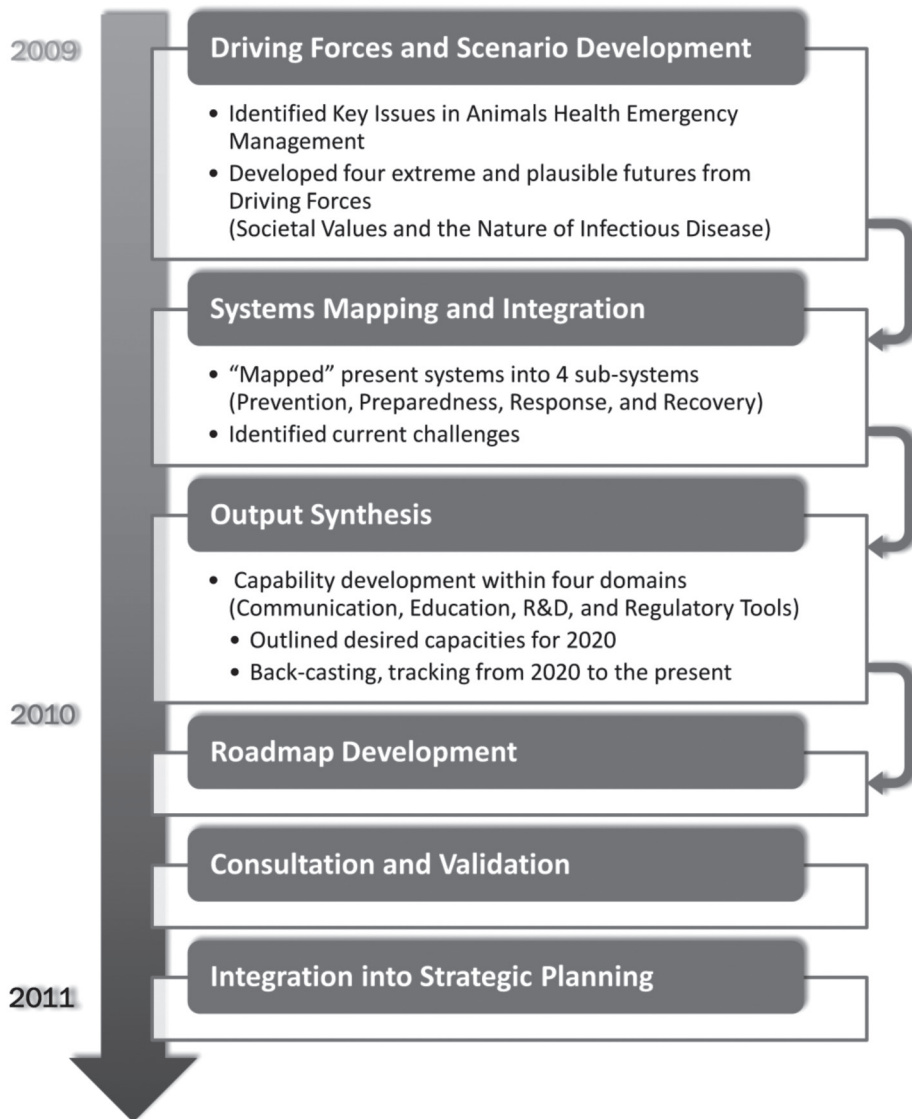 2009
Driving Forces and Scenario Development
• Identified Key Issues in Animals Health Emergency
Management
• Developed four extreme and plausible futures from
Driving Forces
(Societal Values and the Nature of Infectious Disease)
Systems Mapping and Integration
• “Mapped” present systems into 4 sub-systems
(Prevention, Preparedness, Response, and Recovery)
• Identified current challenges
Output Synthesis
• Capability development within four domains
(Communication, Education, R&D, and Regulatory Tools)
• Outlined desired capacities for 2020
• Back-casting, tracking from 2020 to the present
2010
Roadmap Development
Consultation and Validation
Integration into Strategic Planning
2011